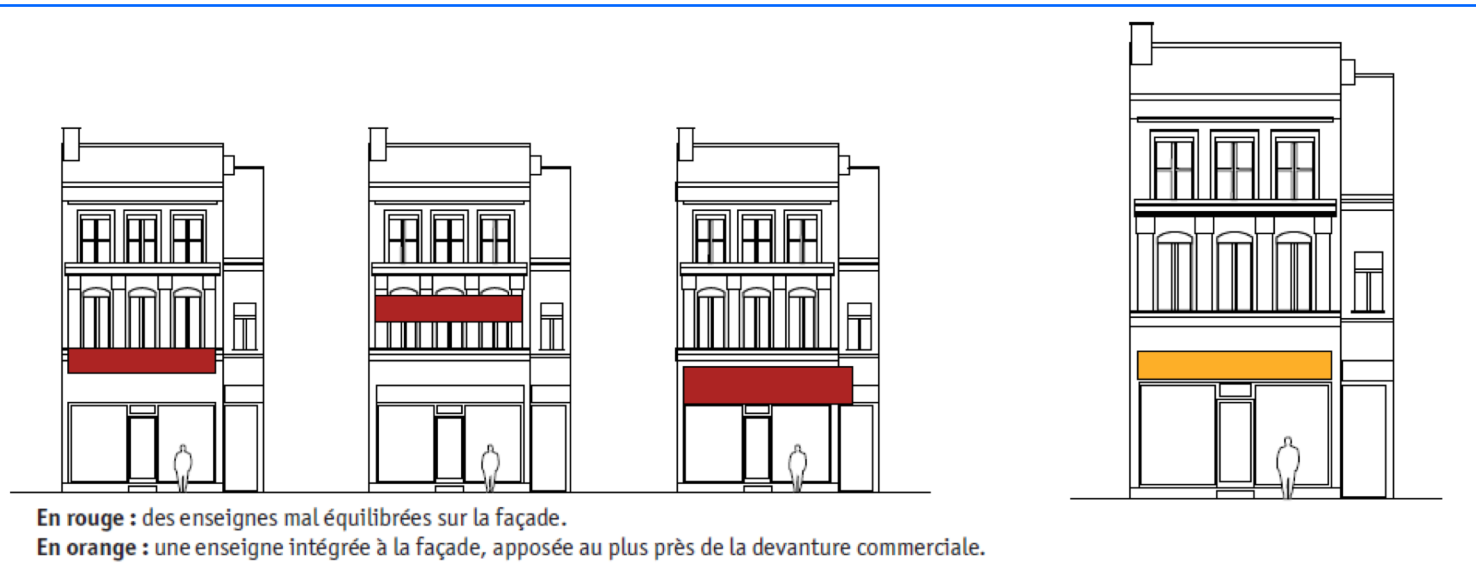 En rouge : des enseignes mal équilibrées sur la façade.
En orange : une enseigne intégrée à la façade, apposée au plus près de la devanture commerciale.